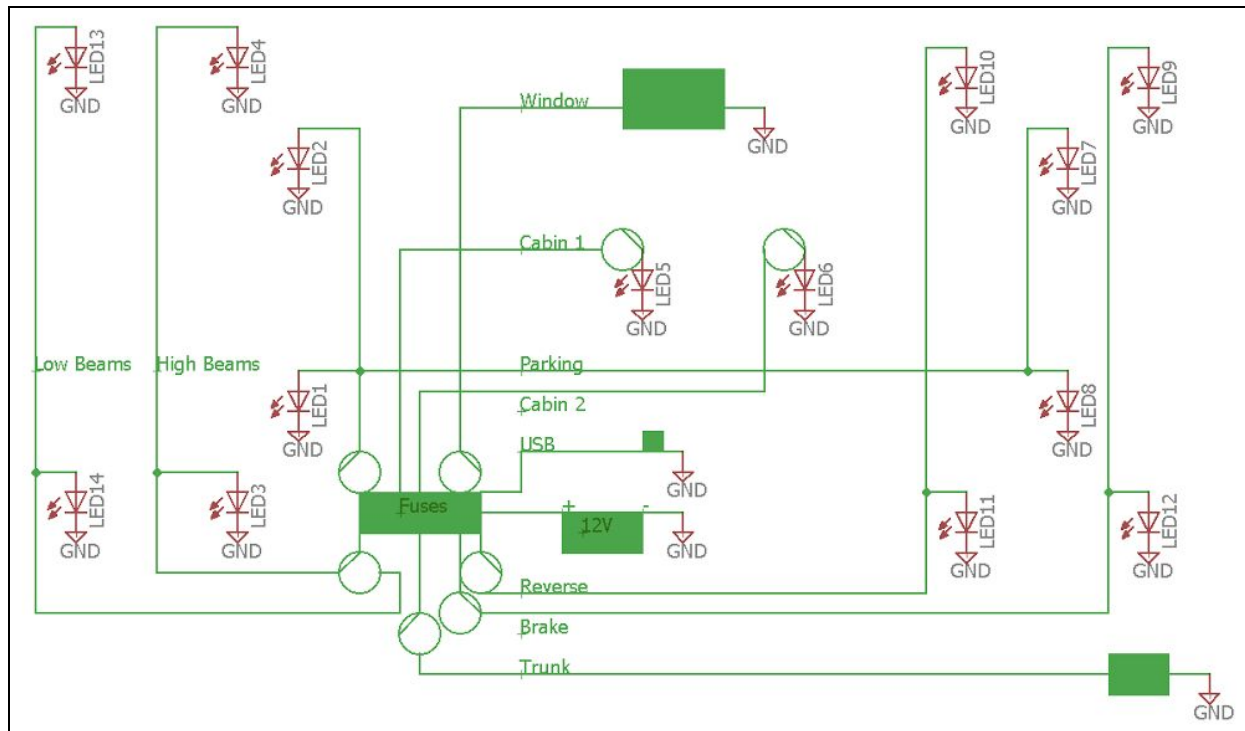 LED13
GND
LED4
GND
LED2
GND
Window
GND
LED10
GND
LED9
GND
LED7
GND
Cabin 1
LED5
GND
LED6
GND
Low Beams
High Beams
Parking
LED1
GND
Cabin 2
LED8
GND
USB
GND
LED14
GND
LED3
GND
Fuses
+
12V
-
GND
LED11
GND
LED12
GND
Reverse
Brake
Trunk
GND